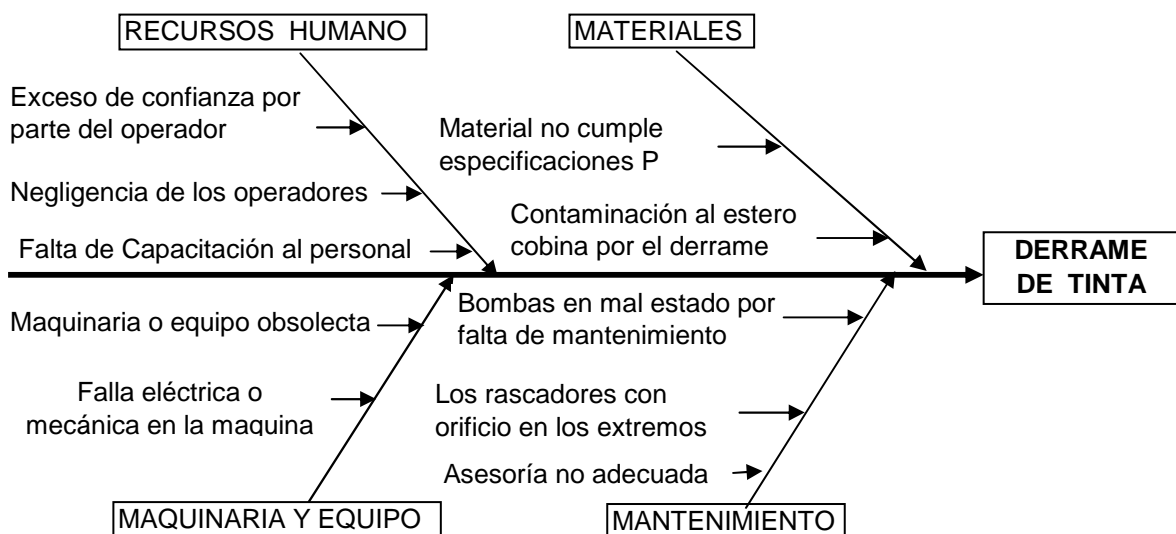 RECURSOS HUMANO
MATERIALES
Exceso de confianza por
parte del operador
Material no cumple
especificaciones P
Negligencia de los operadores
Contaminación al estero
cobina por el derrame
Falta de Capacitación al personal
DERRAME
DE TINTA
Maquinaria o equipo obsolecta
Bombas en mal estado por
falta de mantenimiento
Falla eléctrica o
mecánica en la maquina
Los rascadores con
orificio en los extremos
Asesoría no adecuada
MAQUINARIA Y EQUIPO
MANTENIMIENTO